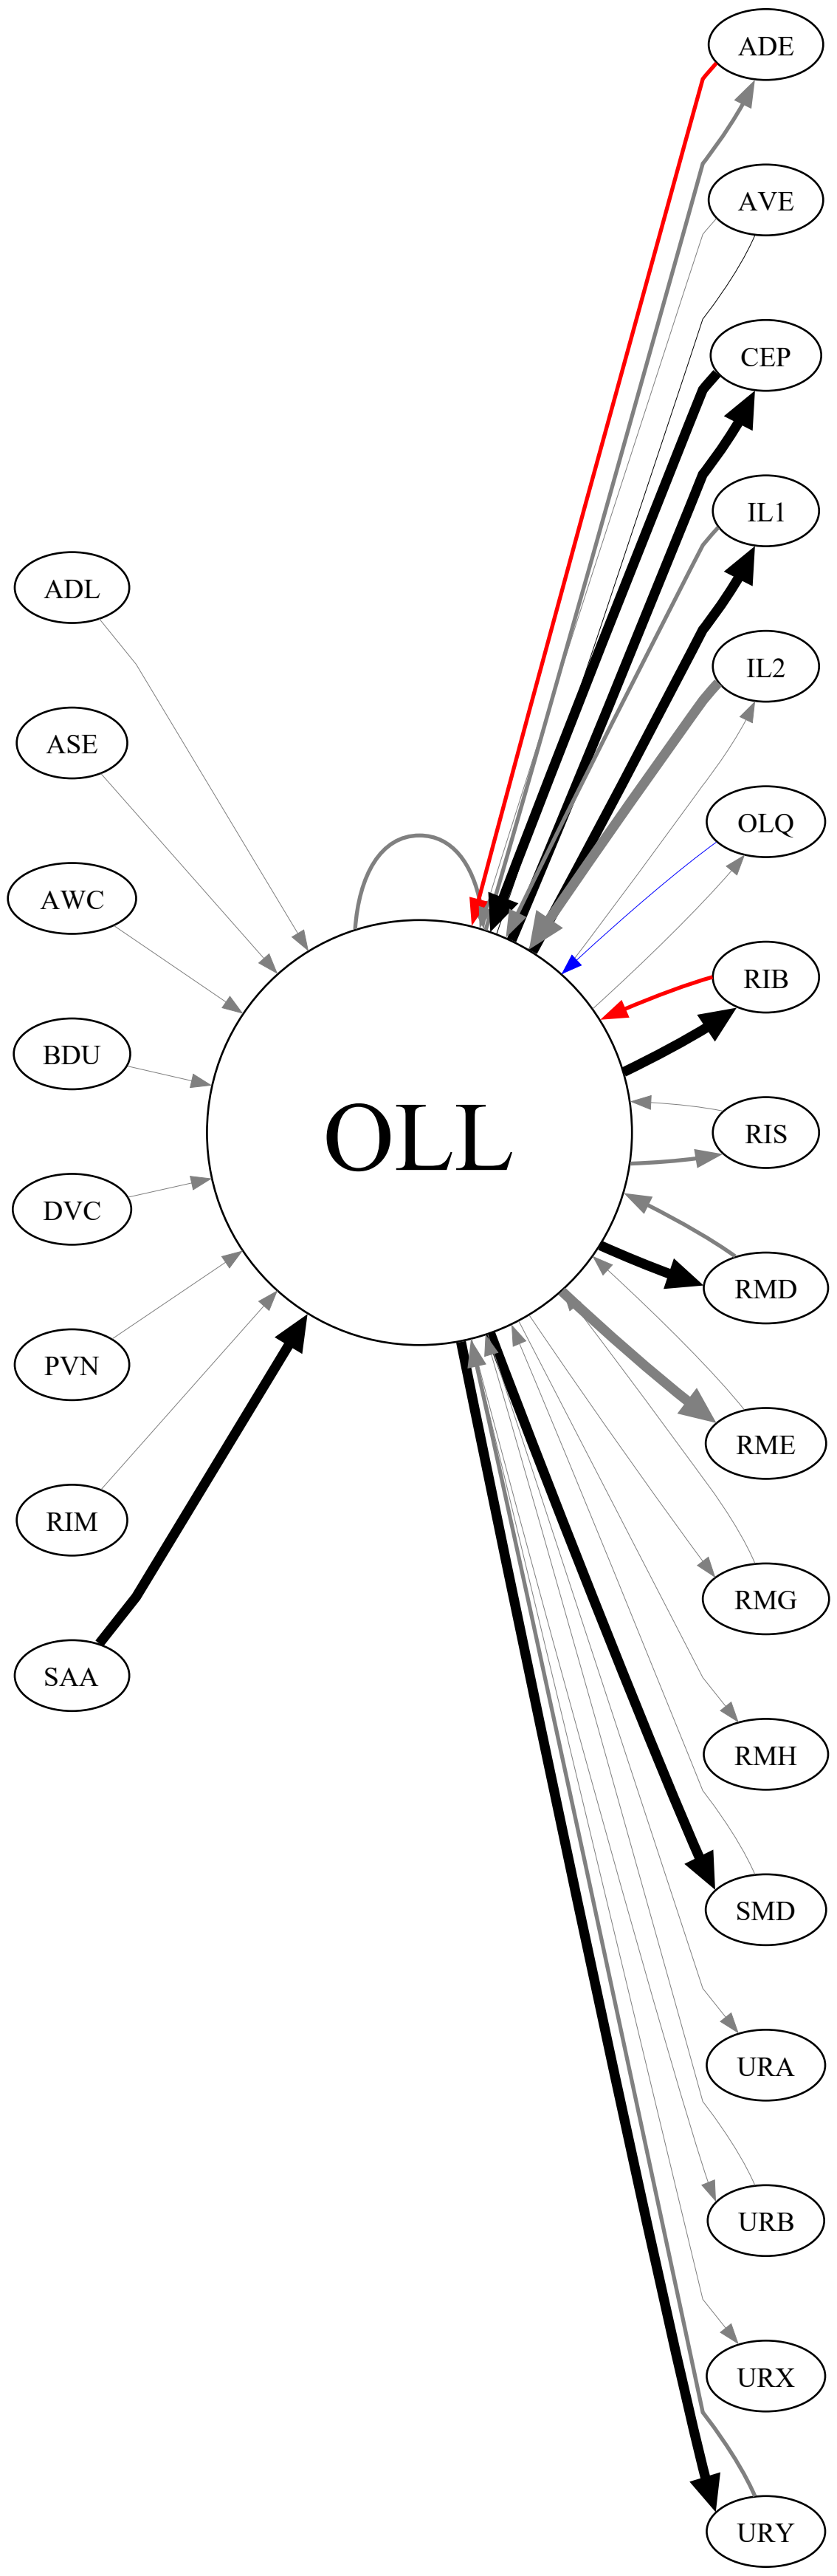 ADE
AVE
CEP
IL1
IL2
OLQ
RIB
RIS
RMD
RME
RMG
RMH
SMD
URA
URB
URX
URY
OLL
ADL
ASE
AWC
BDU
DVC
PVN
RIM
SAA